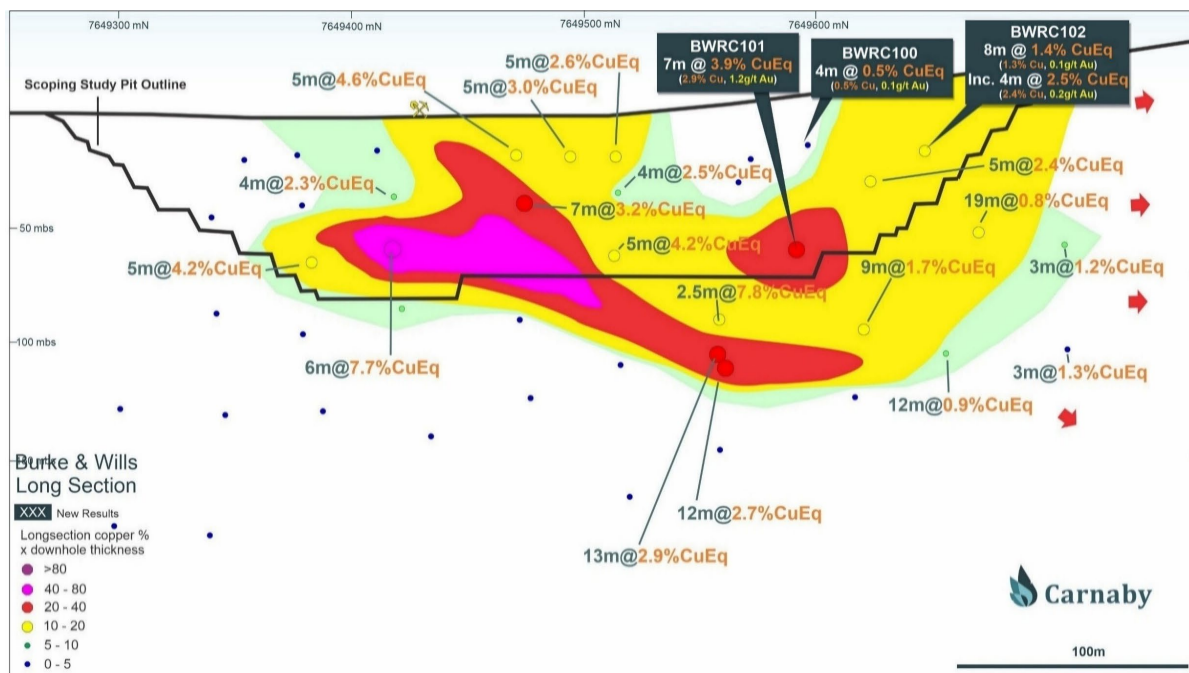 7649300 mN
7649400 mN
7649500 mN
7649600 mN
BWRC101
7m @ 3.9% CuEq
(2.9% Cu, 1.2g/t Au)
BWRC100
4m @ 0.5% CuEq
(0.5% Cu, 0.1g/t Au)
BWRC102
8m @ 1.4% CuEq
(1.3% Cu, 0.1g/t Au)
Inc. 4m @ 2.5% CuEq
(2.4% Cu, 0.2g/t Au)
Scoping Study Pit Outline
5m@4.6%CuEq
5m@2.6%CuEq
5m@3.0%CuEq
4m@2.3%CuEq
4m@2.5%CuEq
5m@2.4%CuEq
7m@3.2%CuEq
19m@0.8%CuEq
50 mbs
5m@4.2%CuEq
5m@4.2%CuEq
9m@1.7%CuEq
3m@1.2%CuEq
2.5m@7.8%CuEq
100 mbs
6m@7.7%CuEq
3m@1.3%CuEq
12m@0.9%CuEq
Burke & Wills
Long Section
12m@2.7%CuEq
13m@2.9%CuEq
XXX New Results
Longsection copper %
x downhole thickness
>80
40 - 80
20 - 40
10 - 20
5 - 10
0 - 5
Carnaby
100m